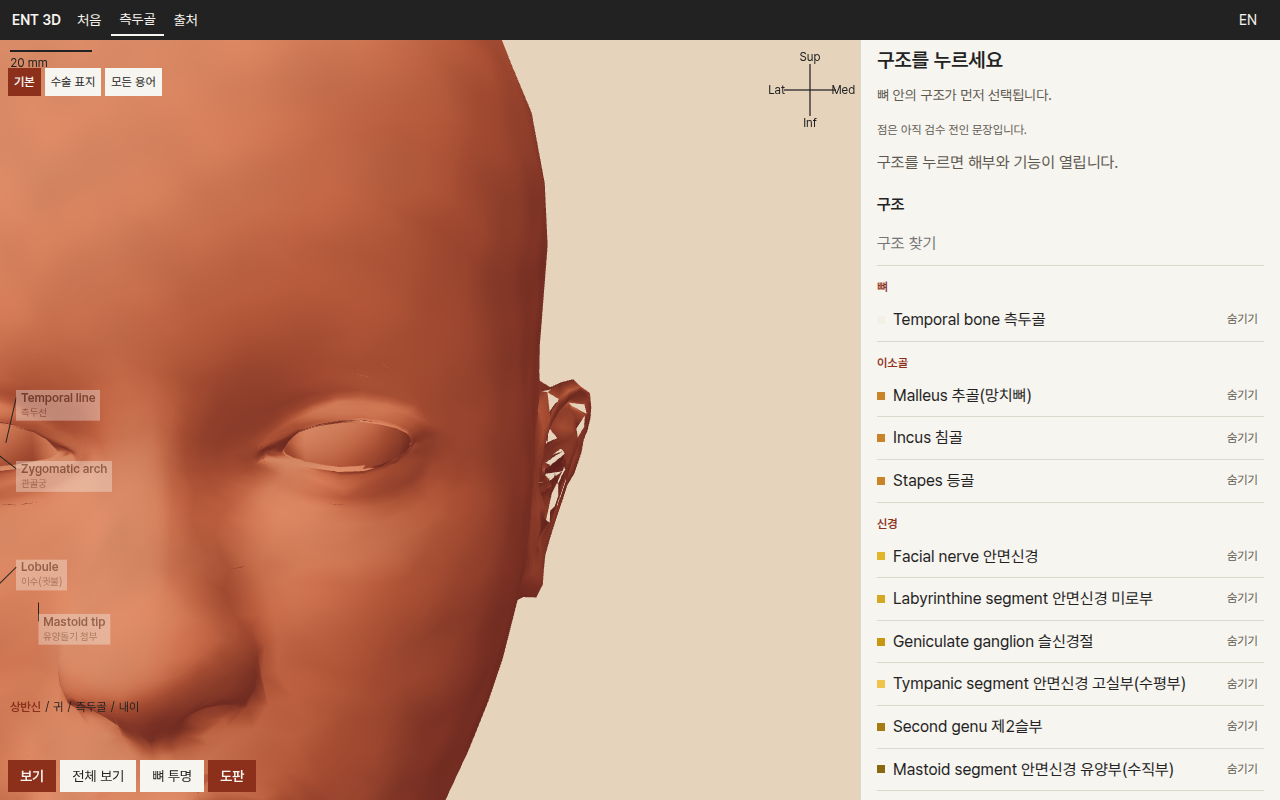 ENT 3D 처음 측두골 출처 EN
20 mm
기본 수술 표지 모든 용어
Sup
Lat Med
Inf
Temporal line
측두선
Zygomatic arch
관골궁
Lobule
이수(귓불)
Mastoid tip
유양돌기 첨부
상반신 / 귀 / 측두골 / 내이
보기 전체 보기 뼈 투명 도판
구조를 누르세요
뼈 안의 구조가 먼저 선택됩니다.
점은 아직 검수 전인 문장입니다.
구조를 누르면 해부와 기능이 열립니다.
구조
구조 찾기
뼈
Temporal bone 측두골 숨기기
이소골
Malleus 추골(망치뼈) 숨기기
Incus 침골 숨기기
Stapes 등골 숨기기
신경
Facial nerve 안면신경 숨기기
Labyrinthine segment 안면신경 미로부 숨기기
Geniculate ganglion 슬신경절 숨기기
Tympanic segment 안면신경 고실부(수평부) 숨기기
Second genu 제2슬부 숨기기
Mastoid segment 안면신경 유양부(수직부) 숨기기